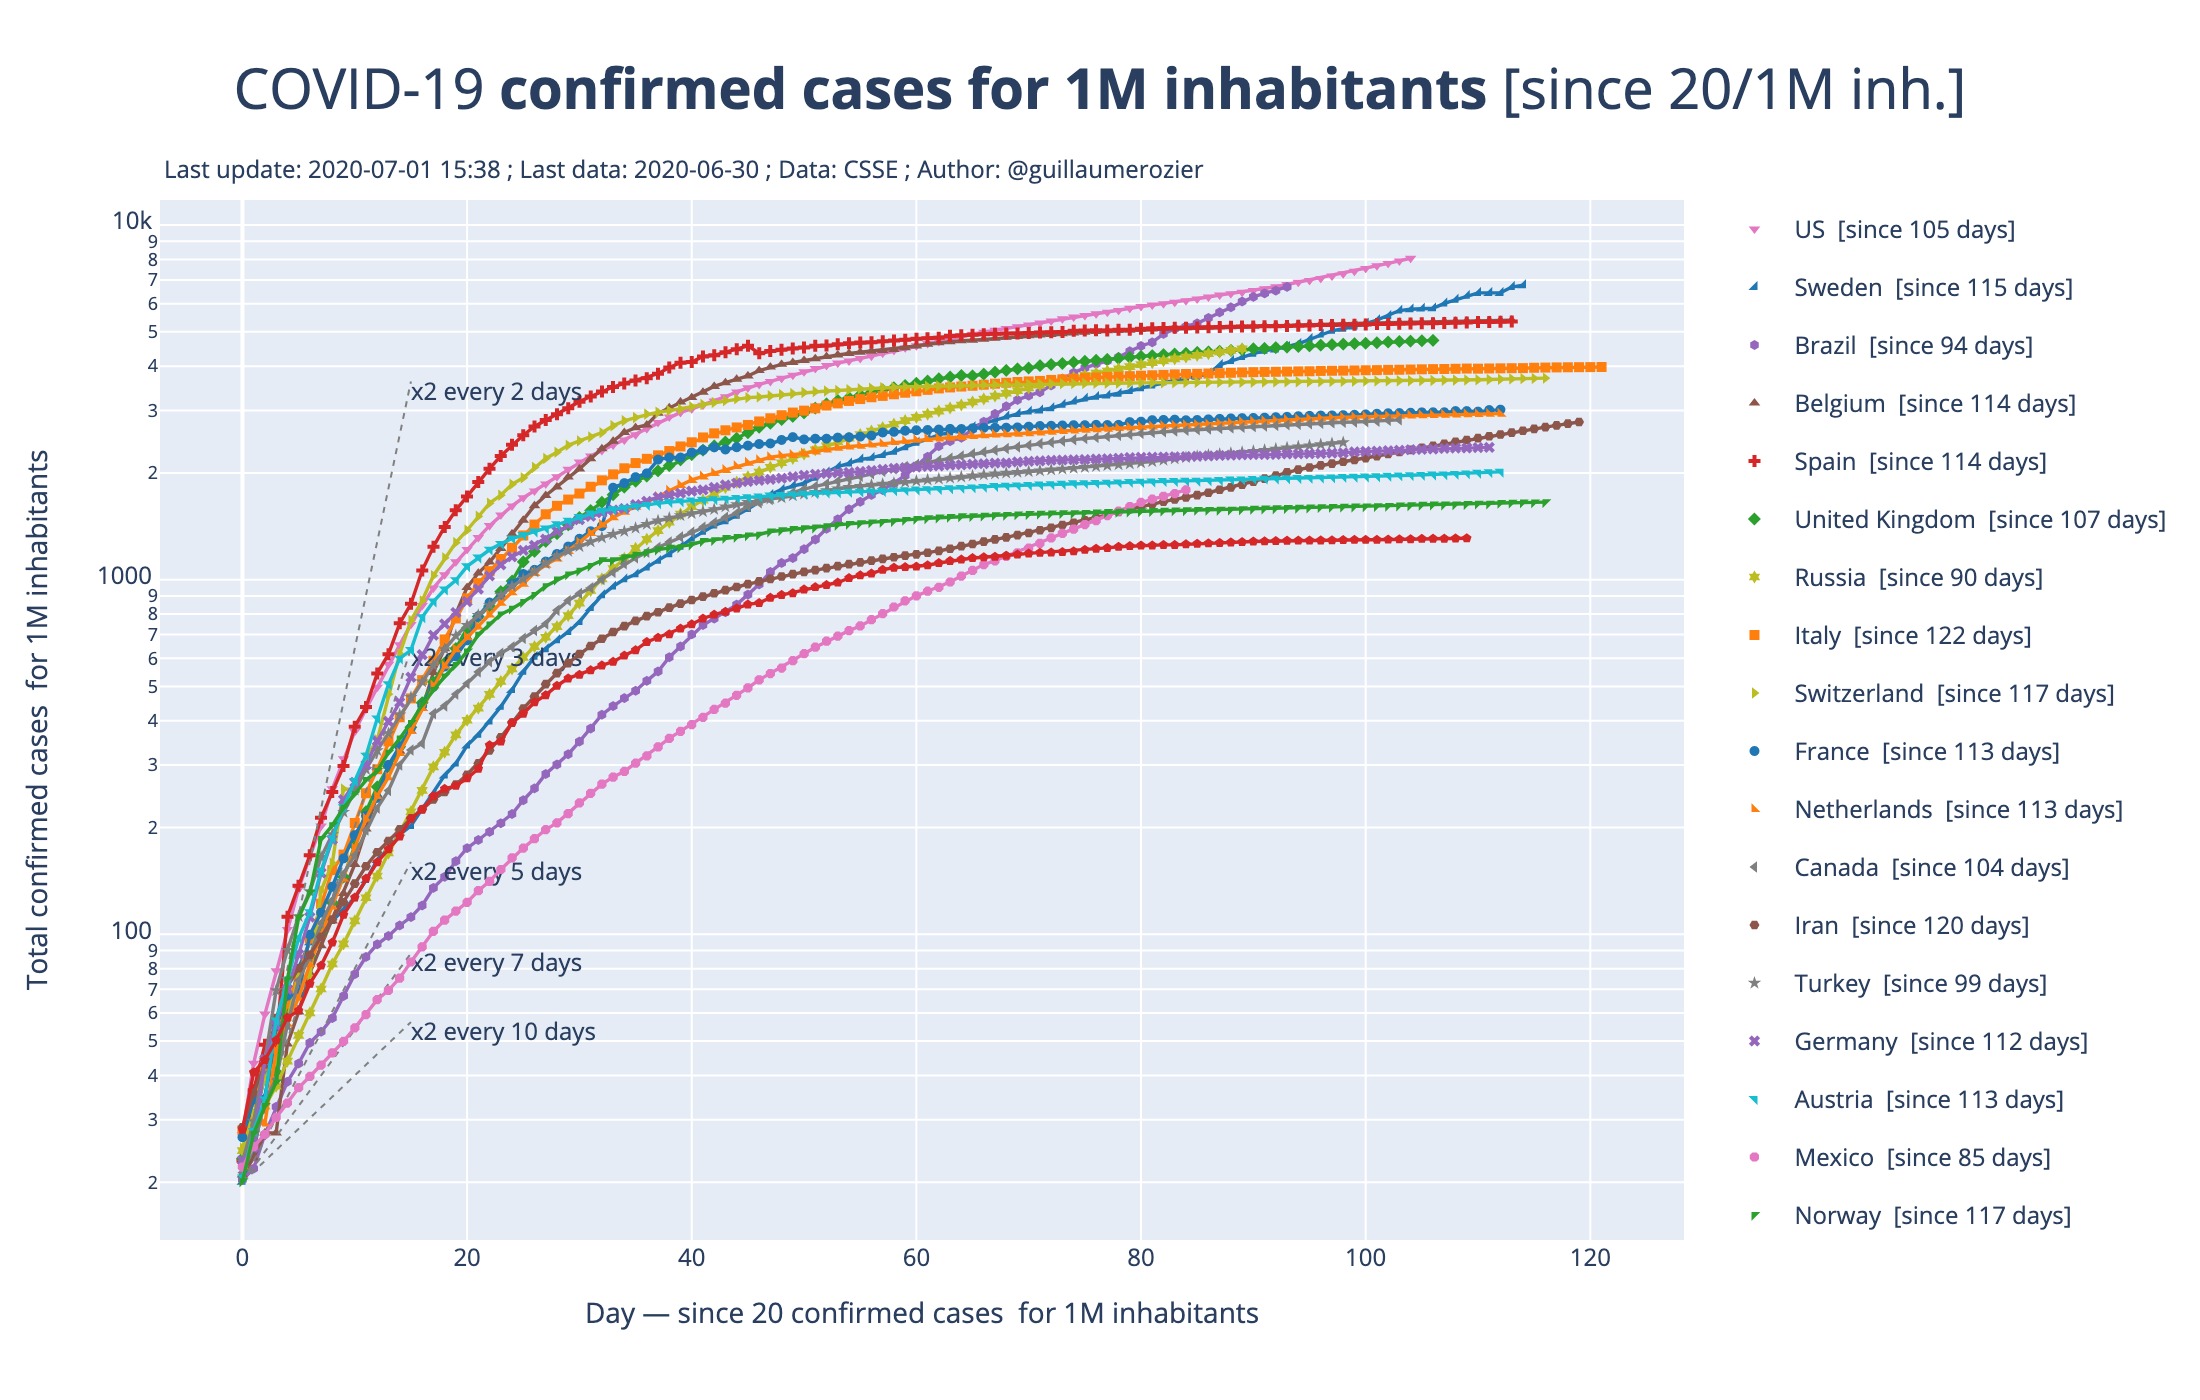 COVID-19 confirmed cases for 1M inhabitants [since 20/1M inh.]
Last update: 2020-07-01 15:38 ; Last data: 2020-06-30 ; Data: CSSE ; Author: @guillaumerozier
Total confirmed cases for 1M inhabitants
10k
9
8
7
6
5
4
3
2
1000
9
8
7
6
5
4
3
2
100
9
8
7
6
5
4
3
2
x2 every 2 days
x2 every 3 days
x2 every 5 days
x2 every 7 days
x2 every 10 days
0 20 40 60 80 100 120
Day — since 20 confirmed cases for 1M inhabitants
US [since 105 days]
Sweden [since 115 days]
Brazil [since 94 days]
Belgium [since 114 days]
Spain [since 114 days]
United Kingdom [since 107 days]
Russia [since 90 days]
Italy [since 122 days]
Switzerland [since 117 days]
France [since 113 days]
Netherlands [since 113 days]
Canada [since 104 days]
Iran [since 120 days]
Turkey [since 99 days]
Germany [since 112 days]
Austria [since 113 days]
Mexico [since 85 days]
Norway [since 117 days]